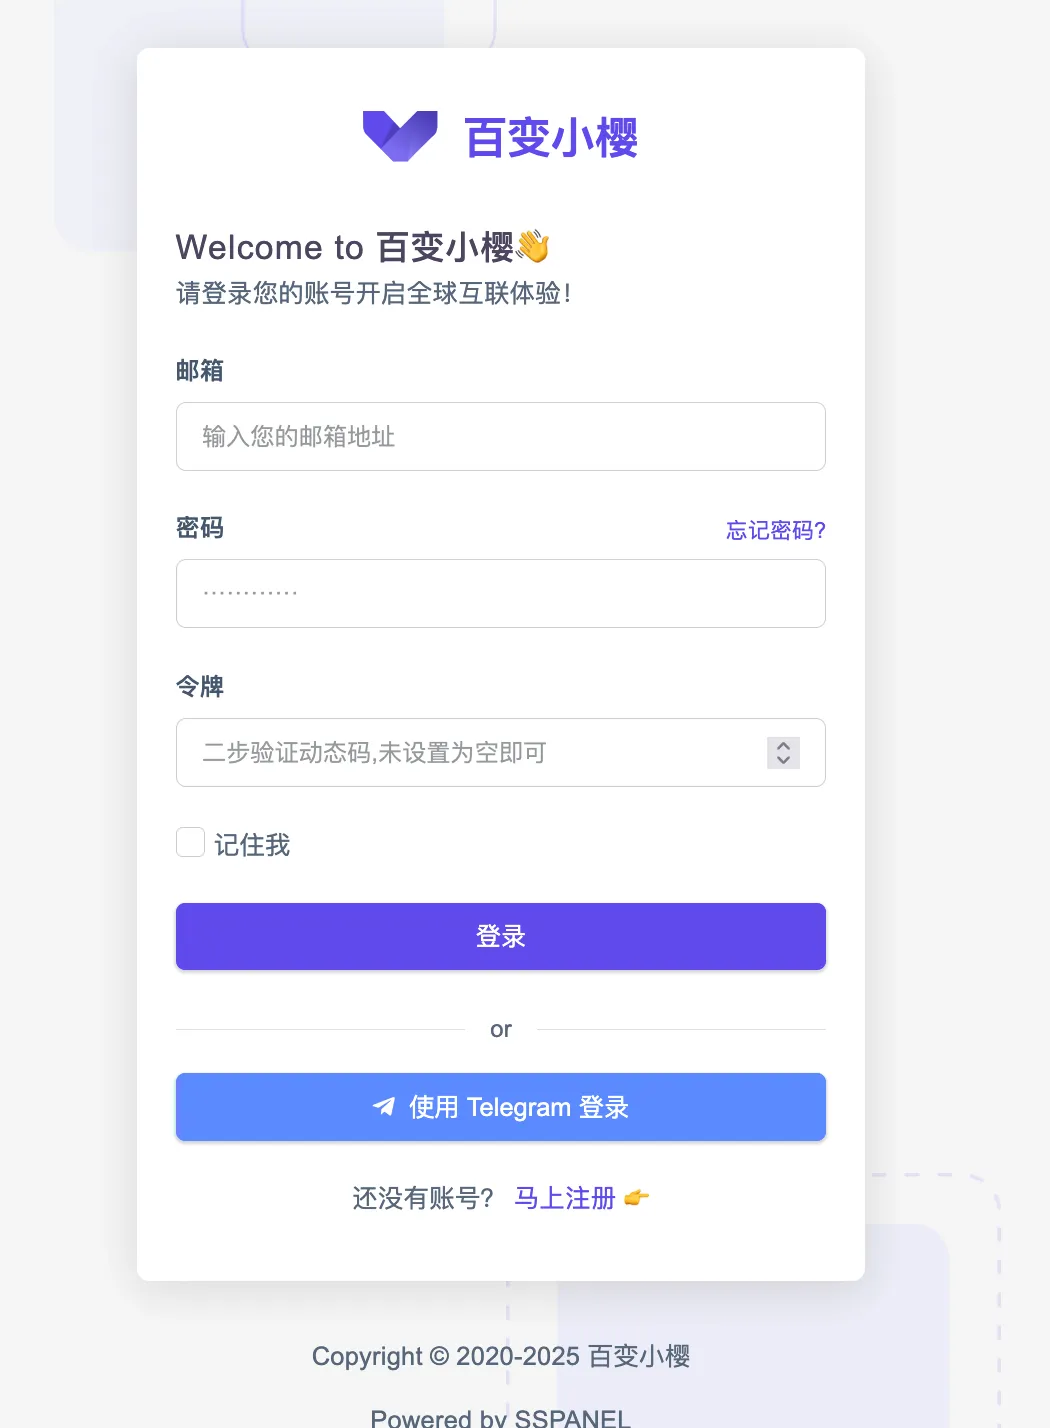 百变小樱
Welcome to 百变小樱👋
请登录您的账号开启全球互联体验！
邮箱
输入您的邮箱地址
密码 忘记密码?
············
令牌
二步验证动态码,未设置为空即可
记住我
登录
or
使用 Telegram 登录
还没有账号？ 马上注册 👉
Copyright © 2020-2025 百变小樱
Powered by SSPANEL